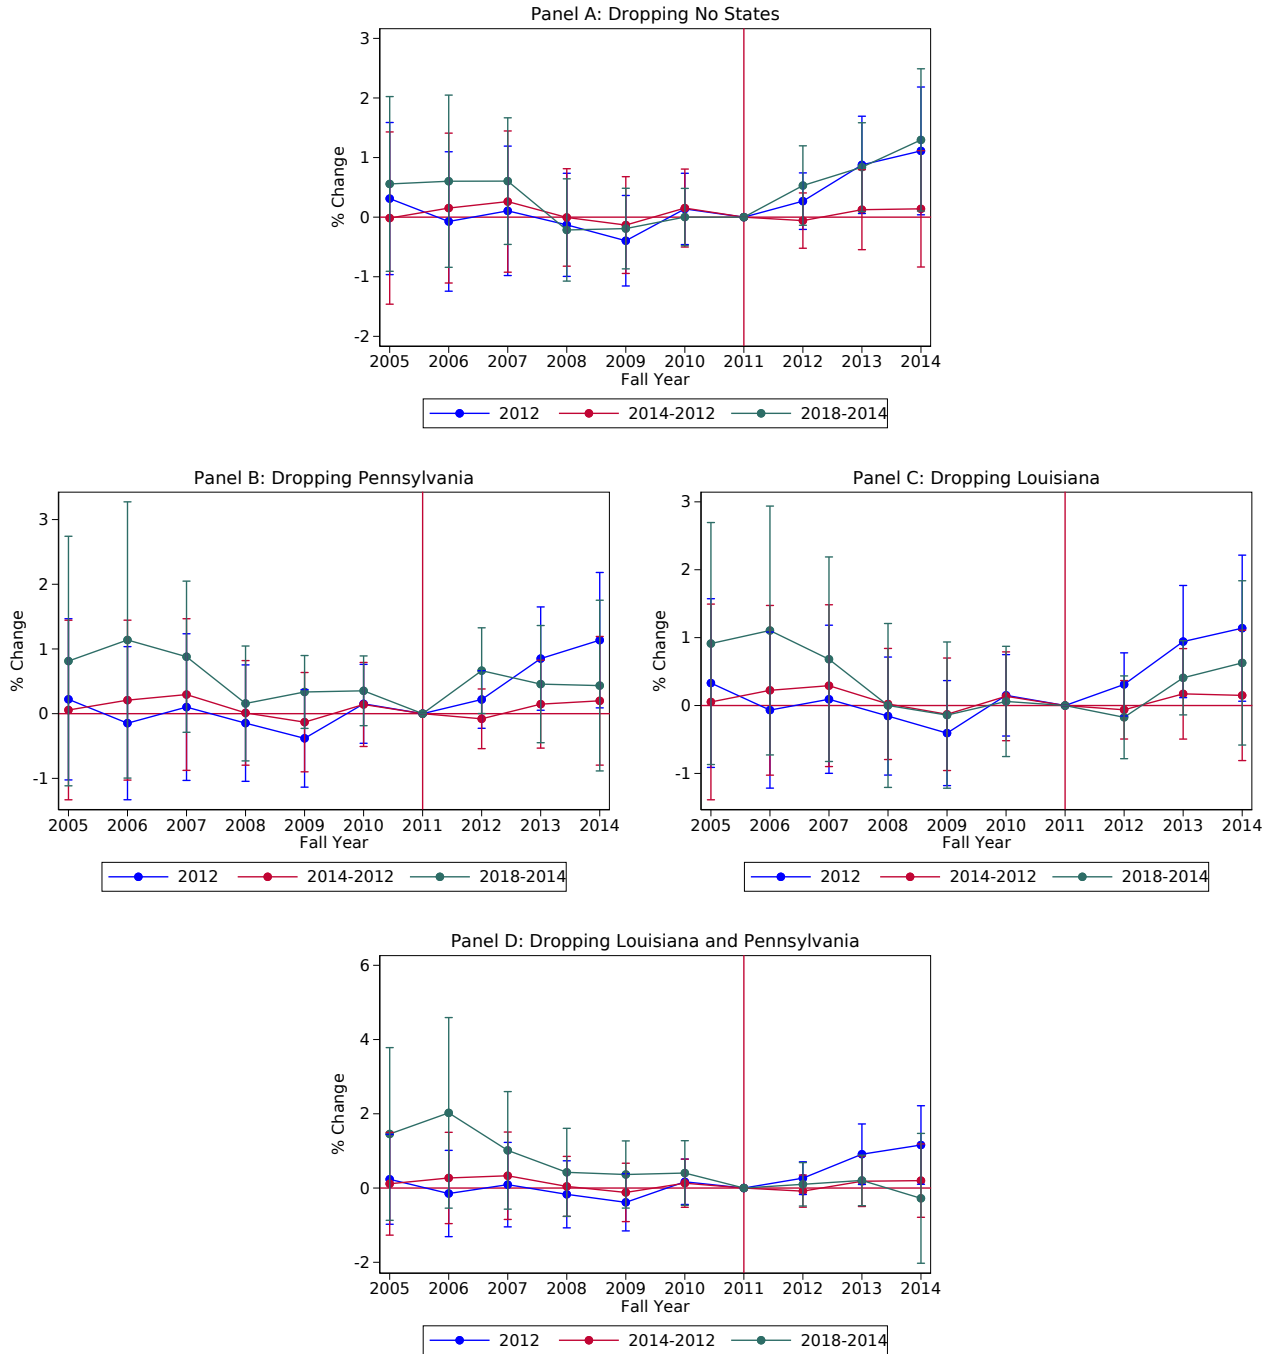 Panel A: Dropping No States
% Change
3
2
1
0
-1
-2
2005 2006 2007 2008 2009 2010 2011 2012 2013 2014
Fall Year
2012 2014-2012 2018-2014
Panel B: Dropping Pennsylvania
% Change
3
2
1
0
-1
2005 2006 2007 2008 2009 2010 2011 2012 2013 2014
Fall Year
2012 2014-2012 2018-2014
Panel C: Dropping Louisiana
% Change
3
2
1
0
-1
2005 2006 2007 2008 2009 2010 2011 2012 2013 2014
Fall Year
2012 2014-2012 2018-2014
Panel D: Dropping Louisiana and Pennsylvania
% Change
6
4
2
0
-2
2005 2006 2007 2008 2009 2010 2011 2012 2013 2014
Fall Year
2012 2014-2012 2018-2014